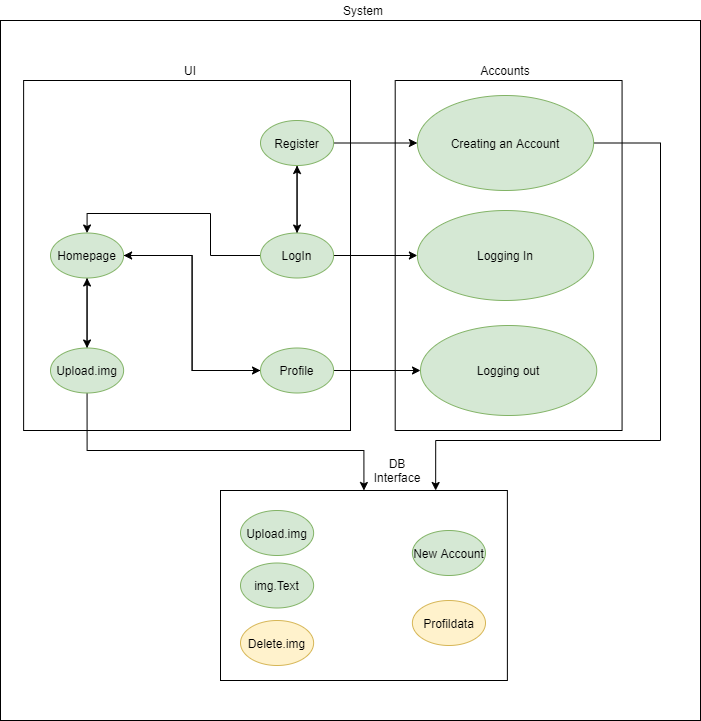 System
UI
Accounts
Register
Creating an Account
Homepage
LogIn
Logging In
Upload.img
Profile
Logging out
DB
Interface
Upload.img
New Account
img.Text
Profildata
Delete.img